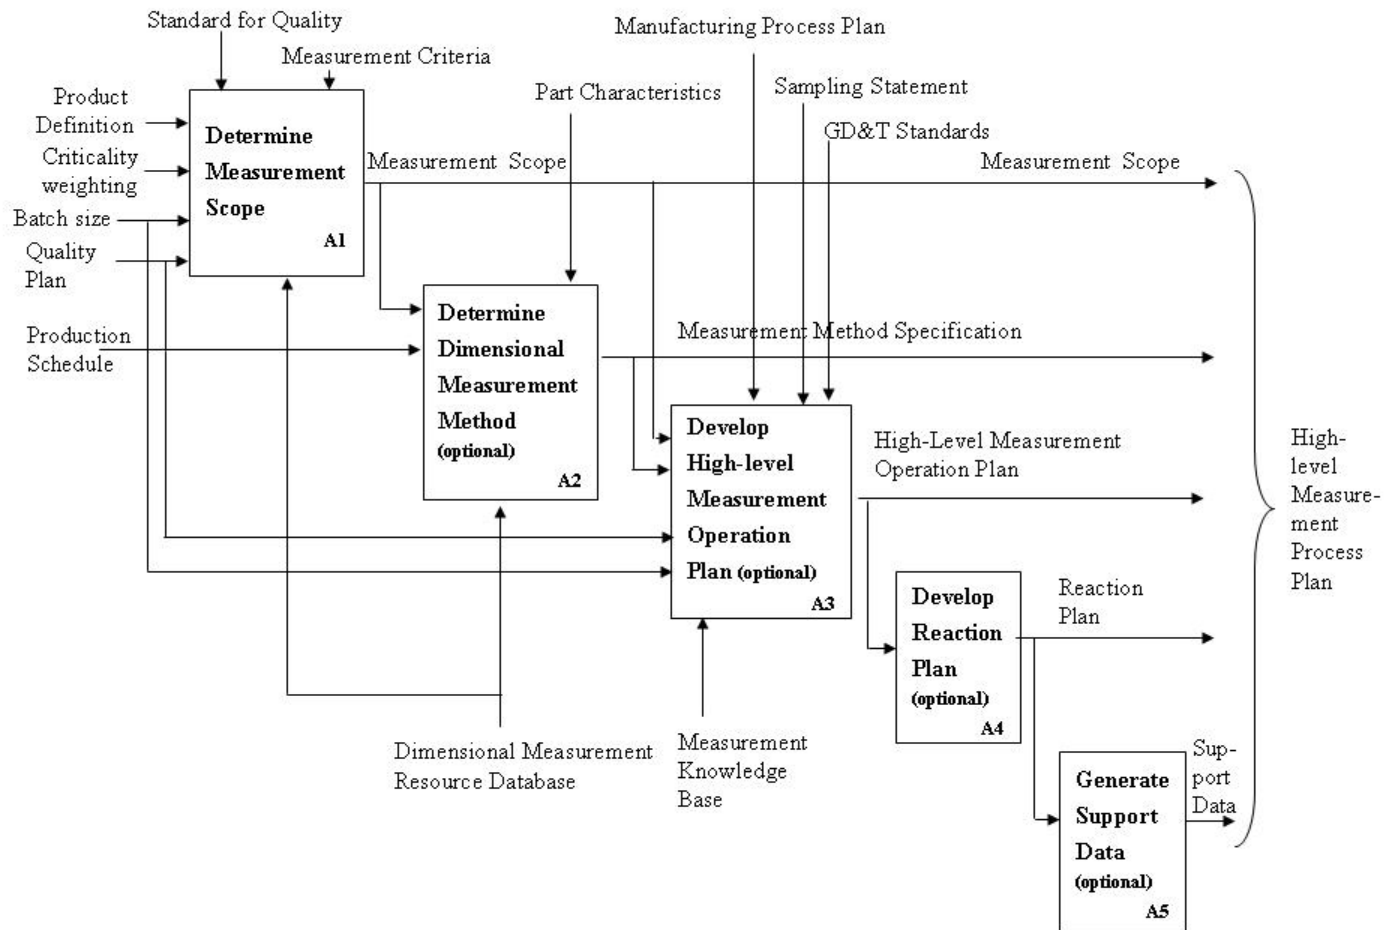 Standard for Quality
Manufacturing Process Plan
Measurement Criteria
Part Characteristics
Sampling Statement
Product
Definition
GD&T Standards
Criticality
weighting
Batch size
Quality
Plan
Determine
Measurement
Scope
A1
Measurement Scope
Measurement Scope
Production
Schedule
Determine
Dimensional
Measurement
Method
(optional)
A2
Measurement Method Specification
Develop
High-level
Measurement
Operation
Plan (optional)
A3
High-Level Measurement
Operation Plan
High-
level
Measure-
ment
Process
Plan
Develop
Reaction
Plan
(optional)
A4
Reaction
Plan
Dimensional Measurement
Resource Database
Measurement
Knowledge
Base
Generate
Support
Data
(optional)
A5
Sup-
port
Data